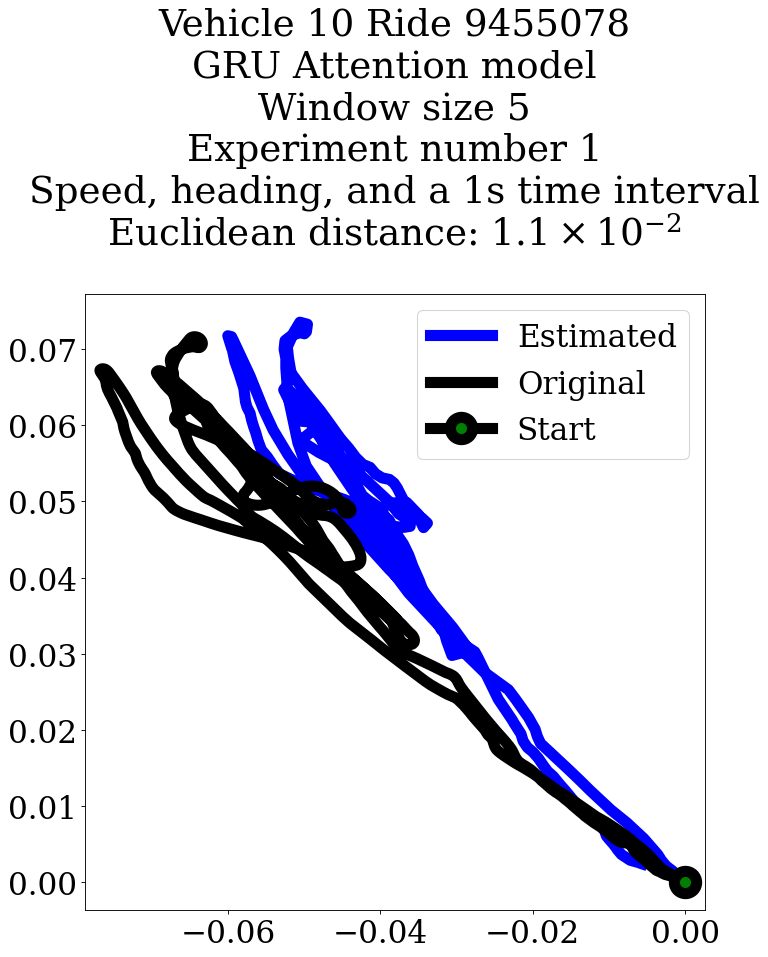 Vehicle 10 Ride 9455078
GRU Attention model
Window size 5
Experiment number 1
Speed, heading, and a 1s time interval
Euclidean distance: 1.1 × 10⁻²
Estimated
Original
Start
0.07
0.06
0.05
0.04
0.03
0.02
0.01
0.00
−0.06 −0.04 −0.02 0.00